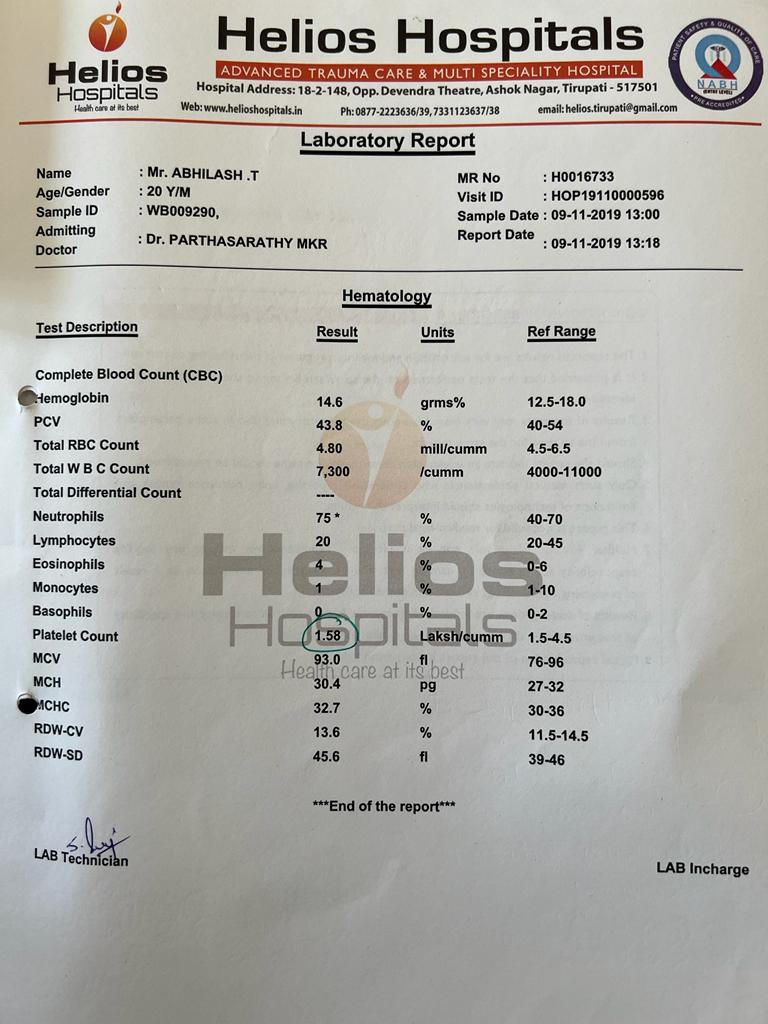 Helios
Hospitals
Health care at its best
Helios Hospitals
ADVANCED TRAUMA CARE & MULTI SPECIALITY HOSPITAL
Hospital Address: 18-2-148, Opp. Devendra Theatre, Ashok Nagar, Tirupati - 517501
Web: www.helioshospitals.in Ph: 0877-2223636/39, 7331123637/38 email: helios.tirupati@gmail.com
PATIENT SAFETY & QUALITY OF CARE
NABH
(ENTRY LEVEL)
PRE ACCREDITED
Laboratory Report
Name : Mr. ABHILASH .T MR No : H0016733
Age/Gender : 20 Y/M Visit ID : HOP19110000596
Sample ID : WB009290, Sample Date : 09-11-2019 13:00
Admitting Doctor : Dr. PARTHASARATHY MKR Report Date : 09-11-2019 13:18
Hematology
Test Description Result Units Ref Range
Complete Blood Count (CBC)
Hemoglobin 14.6 grms% 12.5-18.0
PCV 43.8 % 40-54
Total RBC Count 4.80 mill/cumm 4.5-6.5
Total W B C Count 7,300 /cumm 4000-11000
Total Differential Count ----
Neutrophils 75 * % 40-70
Lymphocytes 20 % 20-45
Eosinophils 4 % 0-6
Monocytes 1 % 1-10
Basophils 0 % 0-2
Platelet Count 1.58 Laksh/cumm 1.5-4.5
MCV 93.0 fl 76-96
MCH 30.4 pg 27-32
MCHC 32.7 % 30-36
RDW-CV 13.6 % 11.5-14.5
RDW-SD 45.6 fl 39-46
Helios
Hospitals
Health care at its best
***End of the report***
LAB Technician
LAB Incharge